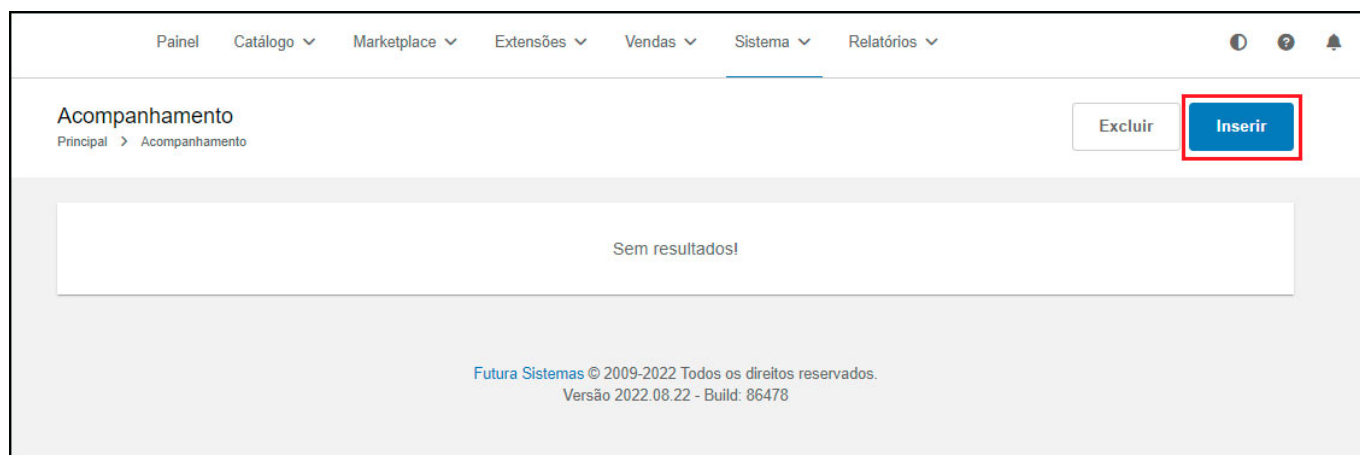 Painel Catálogo Marketplace Extensões Vendas Sistema Relatórios
Acompanhamento
Principal > Acompanhamento
Excluir Inserir
Sem resultados!
Futura Sistemas © 2009-2022 Todos os direitos reservados.
Versão 2022.08.22 - Build: 86478